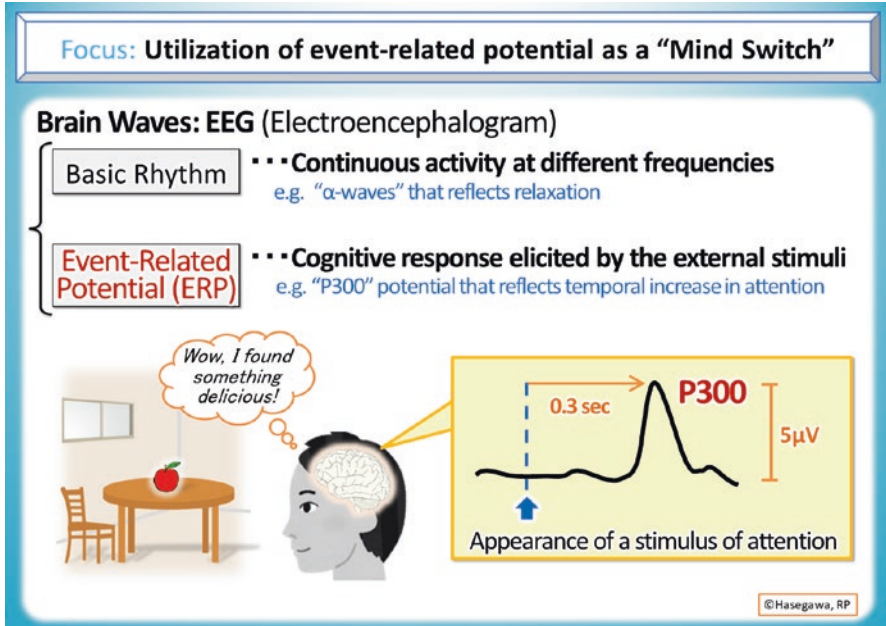 Focus: Utilization of event-related potential as a “Mind Switch”
Brain Waves: EEG (Electroencephalogram)
Basic Rhythm ･･･Continuous activity at different frequencies
e.g. “α-waves” that reflects relaxation
Event-Related ･･･Cognitive response elicited by the external stimuli
Potential (ERP) e.g. “P300” potential that reflects temporal increase in attention
Wow, I found
something
delicious!
P300
0.3 sec
5μV
Appearance of a stimulus of attention
©Hasegawa, RP